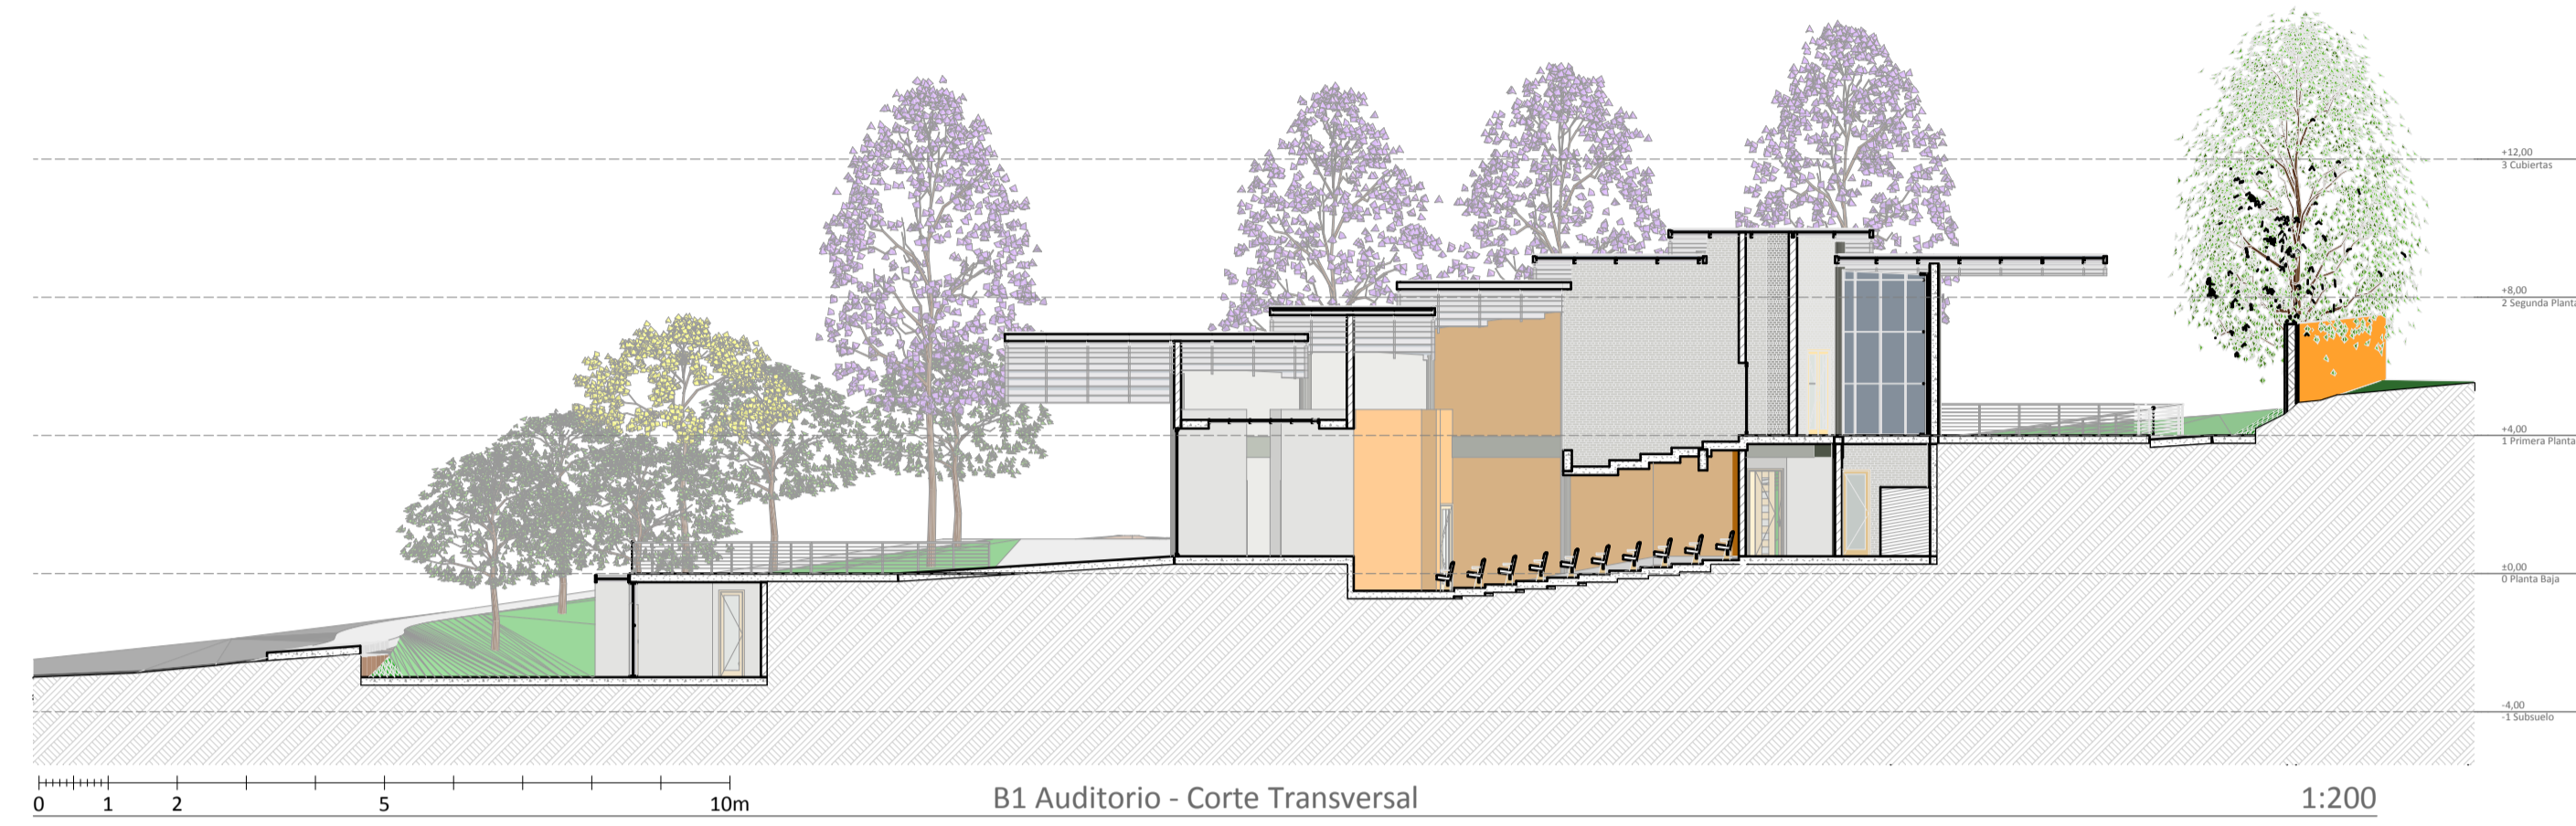 +12,00
3 Cubiertas
+8,00
2 Segunda Planta
+4,00
1 Primera Planta
±0,00
0 Planta Baja
-4,00
-1 Subsuelo
0 1 2 5 10m
B1 Auditorio - Corte Transversal
1:200